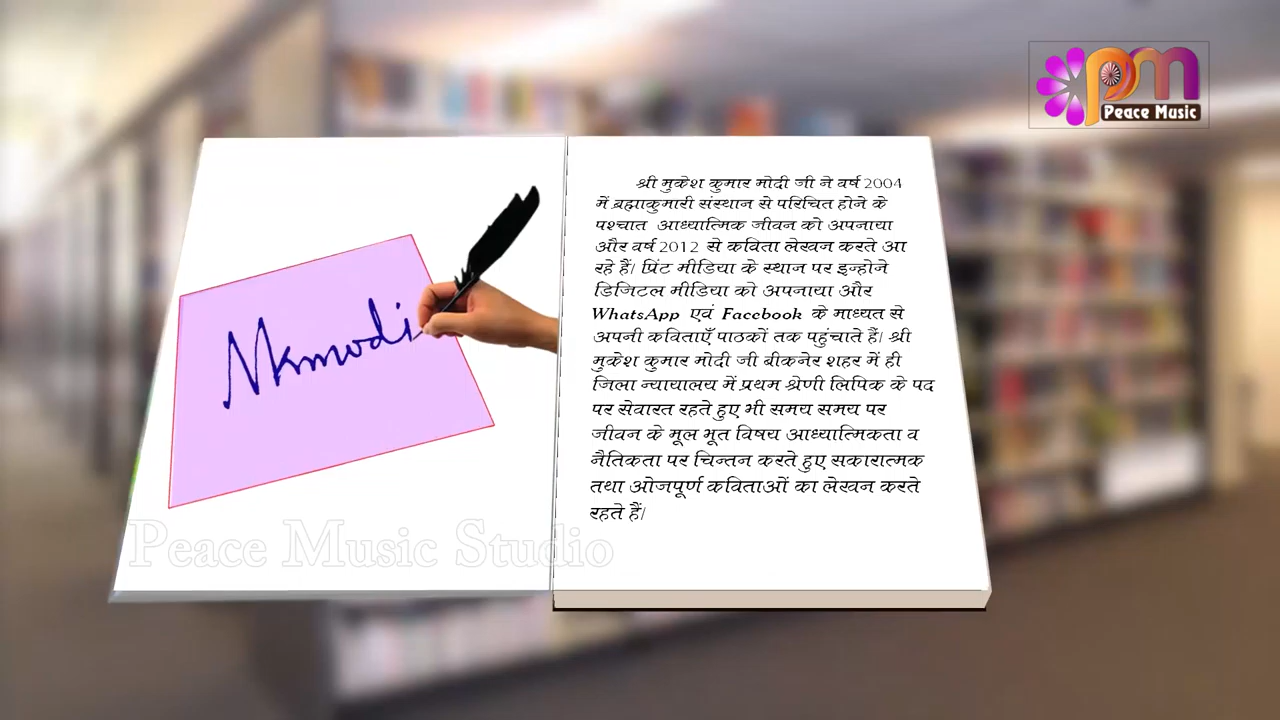 Peace Music
Nkmodi
श्री मुकेश कुमार मोदी जी ने वर्ष 2004
में ब्रह्माकुमारी संस्थान से परिचित होने के
पश्चात आध्यात्मिक जीवन को अपनाया
और वर्ष 2012 से कविता लेखन करते आ
रहे हैं। प्रिंट मीडिया के स्थान पर इन्होने
डिजिटल मीडिया को अपनाया और
WhatsApp एवं Facebook के माध्यत से
अपनी कविताएँ पाठकों तक पहुंचाते हैं। श्री
मुकेश कुमार मोदी जी बीकनेर शहर में ही
जिला न्यायालय में प्रथम श्रेणी लिपिक के पद
पर सेवारत रहते हुए भी समय समय पर
जीवन के मूल भूत विषय आध्यात्मिकता व
नैतिकता पर चिन्तन करते हुए सकारात्मक
तथा ओजपूर्ण कविताओं का लेखन करते
रहते हैं।
Peace Music Studio